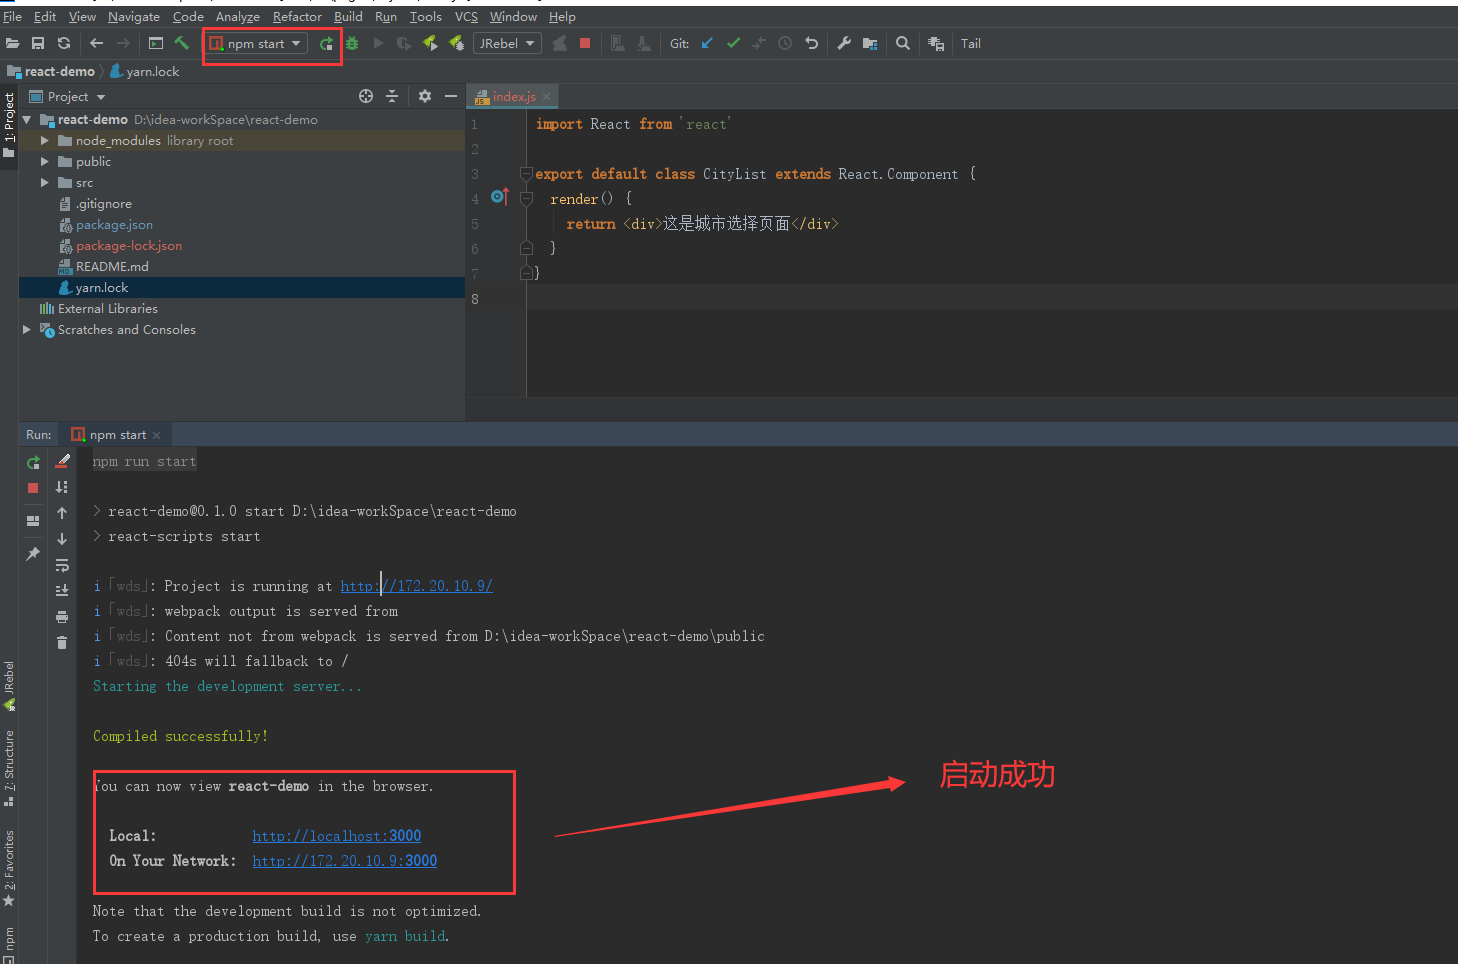 File Edit View Navigate Code Analyze Refactor Build Run Tools VCS Window Help
npm start JRebel Git: Tail
react-demo yarn.lock
1: Project
Project
index.js
react-demo D:\idea-workSpace\react-demo
node_modules library root
public
src
.gitignore
package.json
package-lock.json
README.md
yarn.lock
External Libraries
Scratches and Consoles
1 import React from 'react'
2
3 export default class CityList extends React.Component {
4 render() {
5 return <div>这是城市选择页面</div>
6 }
7 }
8
Run: npm start
npm run start
> react-demo@0.1.0 start D:\idea-workSpace\react-demo
> react-scripts start
i「wds」: Project is running at http://172.20.10.9/
i「wds」: webpack output is served from
i「wds」: Content not from webpack is served from D:\idea-workSpace\react-demo\public
i「wds」: 404s will fallback to /
Starting the development server...
Compiled successfully!
You can now view react-demo in the browser.
启动成功
Local: http://localhost:3000
On Your Network: http://172.20.10.9:3000
Note that the development build is not optimized.
To create a production build, use yarn build.
JRebel
Z: Structure
2: Favorites
npm